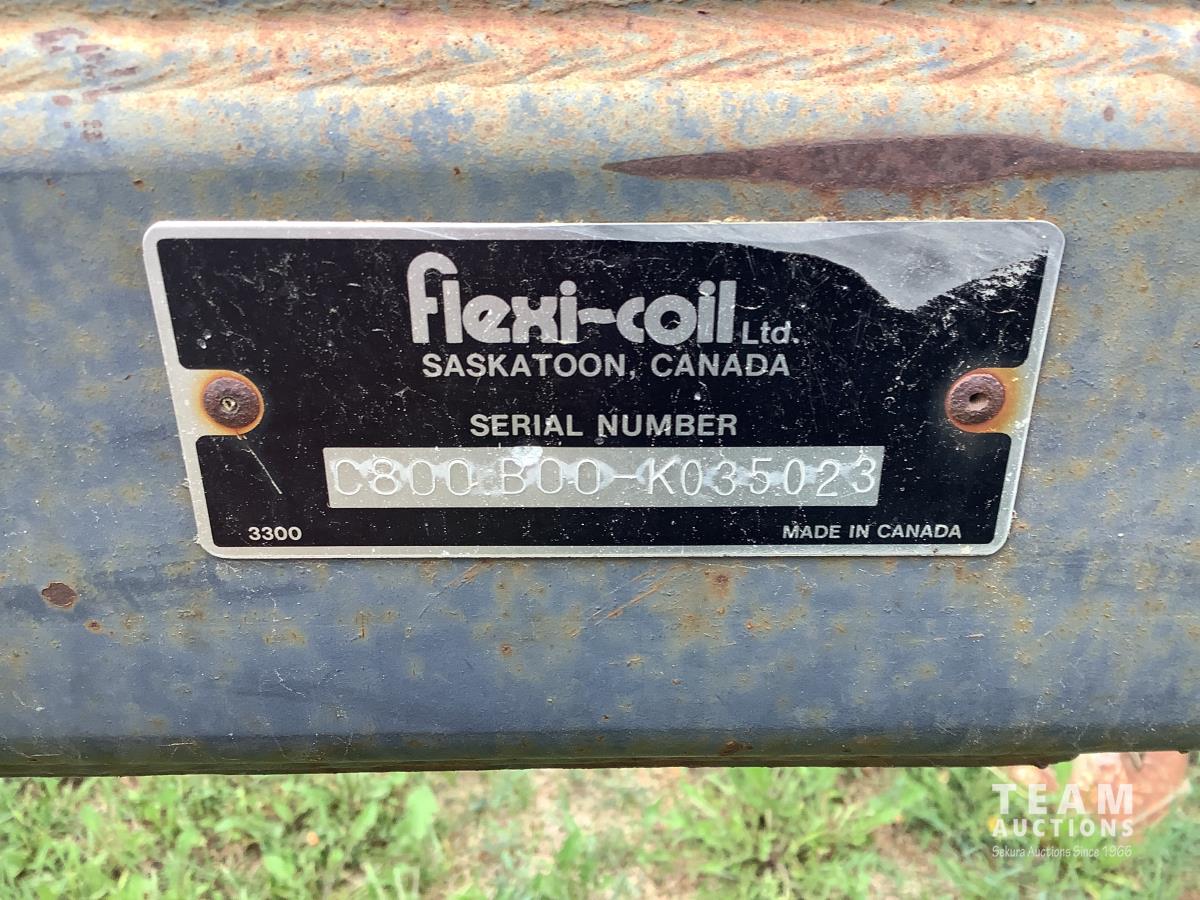 flexi-coil Ltd.
SASKATOON, CANADA
SERIAL NUMBER
C800 B00-K035023
3300
MADE IN CANADA
TEAM
AUCTIONS
Sekura Auctions Since 1966